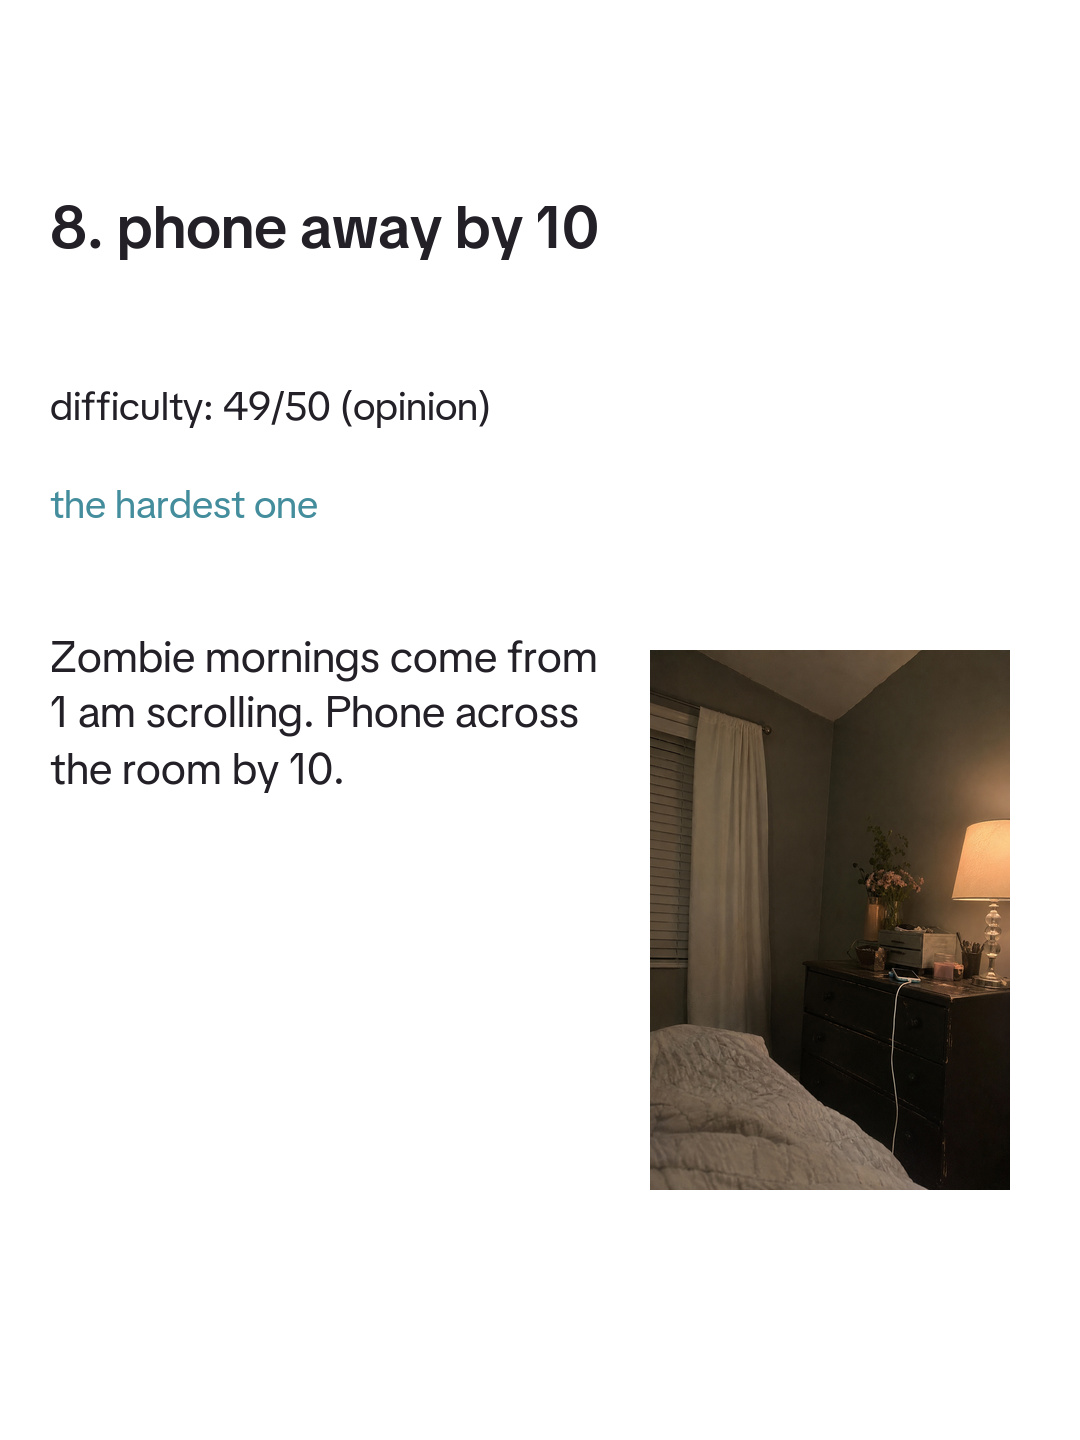 8. phone away by 10
difficulty: 49/50 (opinion)
the hardest one
Zombie mornings come from
1 am scrolling. Phone across
the room by 10.